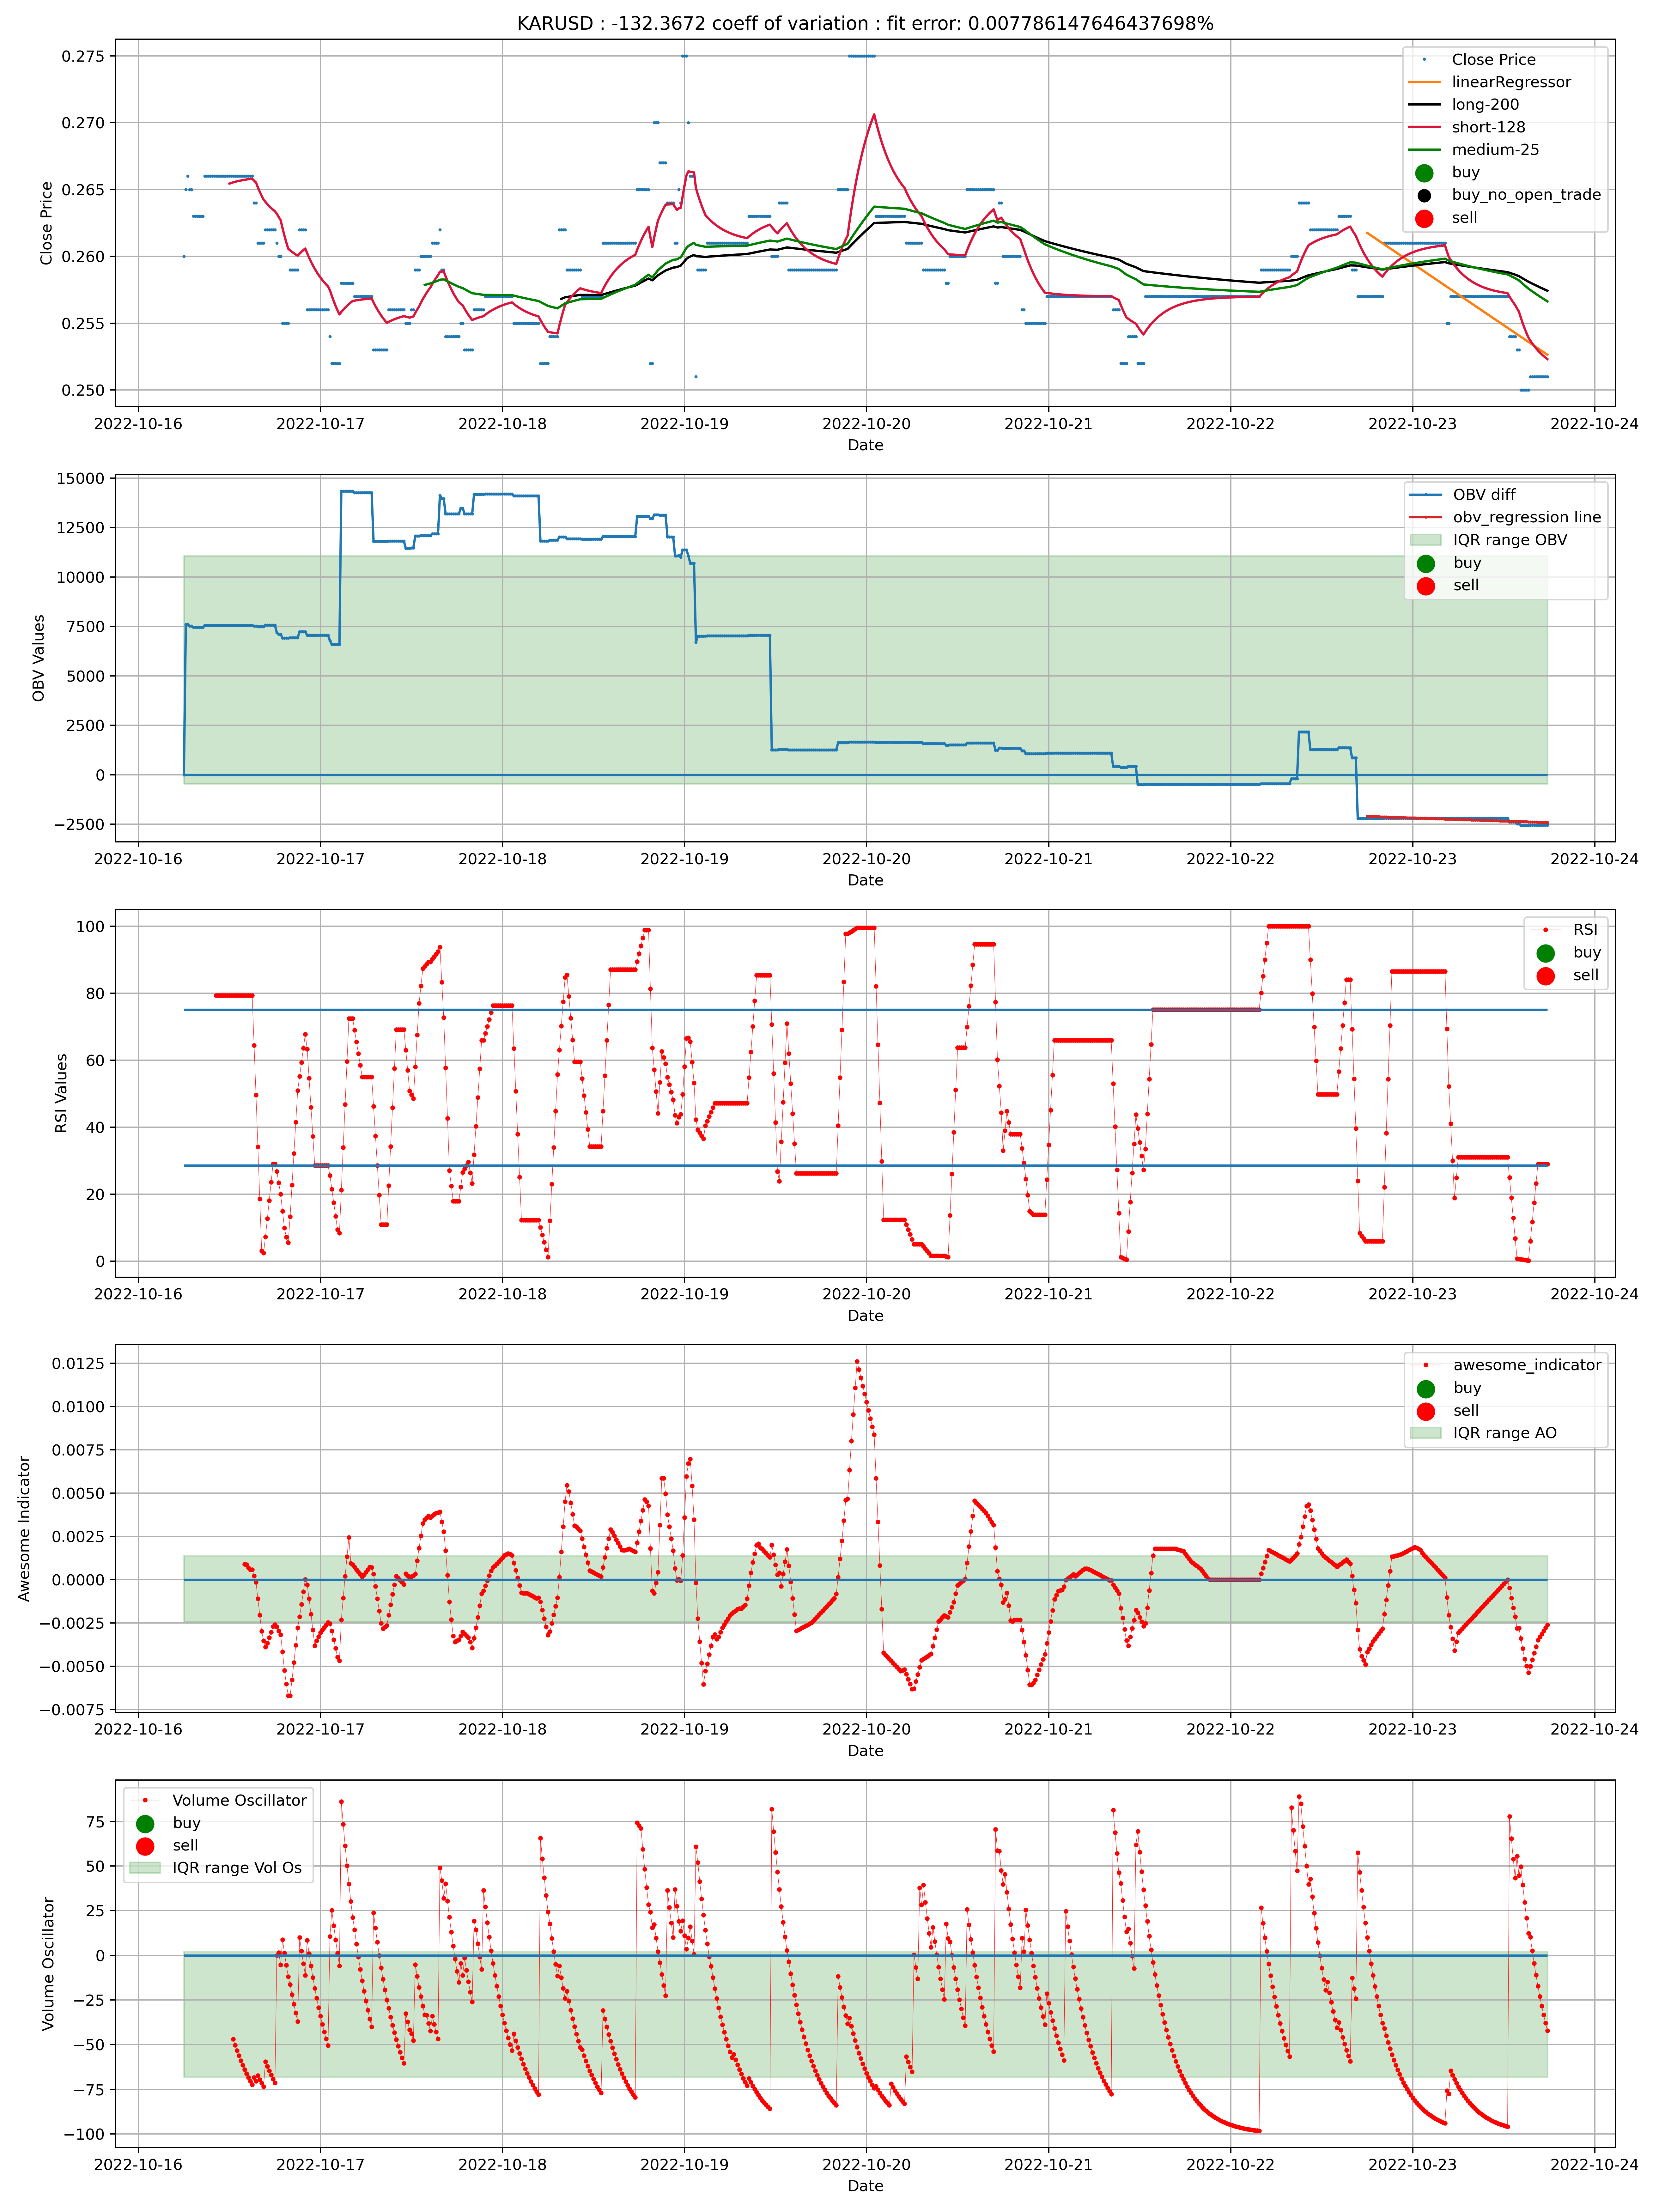 KARUSD : -132.3672 coeff of variation : fit error: 0.007786147646437698%
Close Price
0.275
0.270
0.265
0.260
0.255
0.250
Close Price
linearRegressor
long-200
short-128
medium-25
buy
buy_no_open_trade
sell
2022-10-16 2022-10-17 2022-10-18 2022-10-19 2022-10-20 2022-10-21 2022-10-22 2022-10-23 2022-10-24
Date
OBV Values
15000
12500
10000
7500
5000
2500
0
−2500
OBV diff
obv_regression line
IQR range OBV
buy
sell
2022-10-16 2022-10-17 2022-10-18 2022-10-19 2022-10-20 2022-10-21 2022-10-22 2022-10-23 2022-10-24
Date
RSI Values
100
80
60
40
20
0
RSI
buy
sell
2022-10-16 2022-10-17 2022-10-18 2022-10-19 2022-10-20 2022-10-21 2022-10-22 2022-10-23 2022-10-24
Date
Awesome Indicator
0.0125
0.0100
0.0075
0.0050
0.0025
0.0000
−0.0025
−0.0050
−0.0075
awesome_indicator
buy
sell
IQR range AO
2022-10-16 2022-10-17 2022-10-18 2022-10-19 2022-10-20 2022-10-21 2022-10-22 2022-10-23 2022-10-24
Date
Volume Oscillator
75
50
25
0
−25
−50
−75
−100
Volume Oscillator
buy
sell
IQR range Vol Os
2022-10-16 2022-10-17 2022-10-18 2022-10-19 2022-10-20 2022-10-21 2022-10-22 2022-10-23 2022-10-24
Date